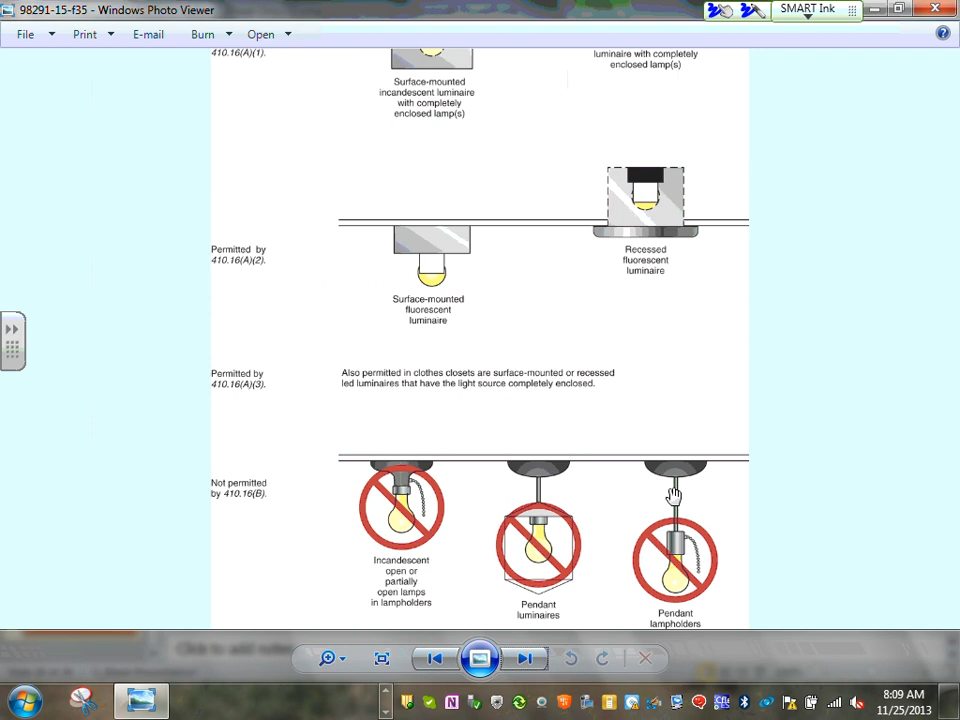 98291-15-f35 - Windows Photo Viewer
SMART Ink
File Print E-mail Burn Open
410.16(A)(1).
luminaire with completely
enclosed lamp(s)
Surface-mounted
incandescent luminaire
with completely
enclosed lamp(s)
Permitted by
410.16(A)(2).
Recessed
fluorescent
luminaire
Surface-mounted
fluorescent
luminaire
Permitted by
410.16(A)(3).
Also permitted in clothes closets are surface-mounted or recessed
led luminaires that have the light source completely enclosed.
Not permitted
by 410.16(B).
Incandescent
open or
partially
open lamps
in lampholders
Pendant
luminaires
Pendant
lampholders
Click to add notes
8:09 AM
11/25/2013